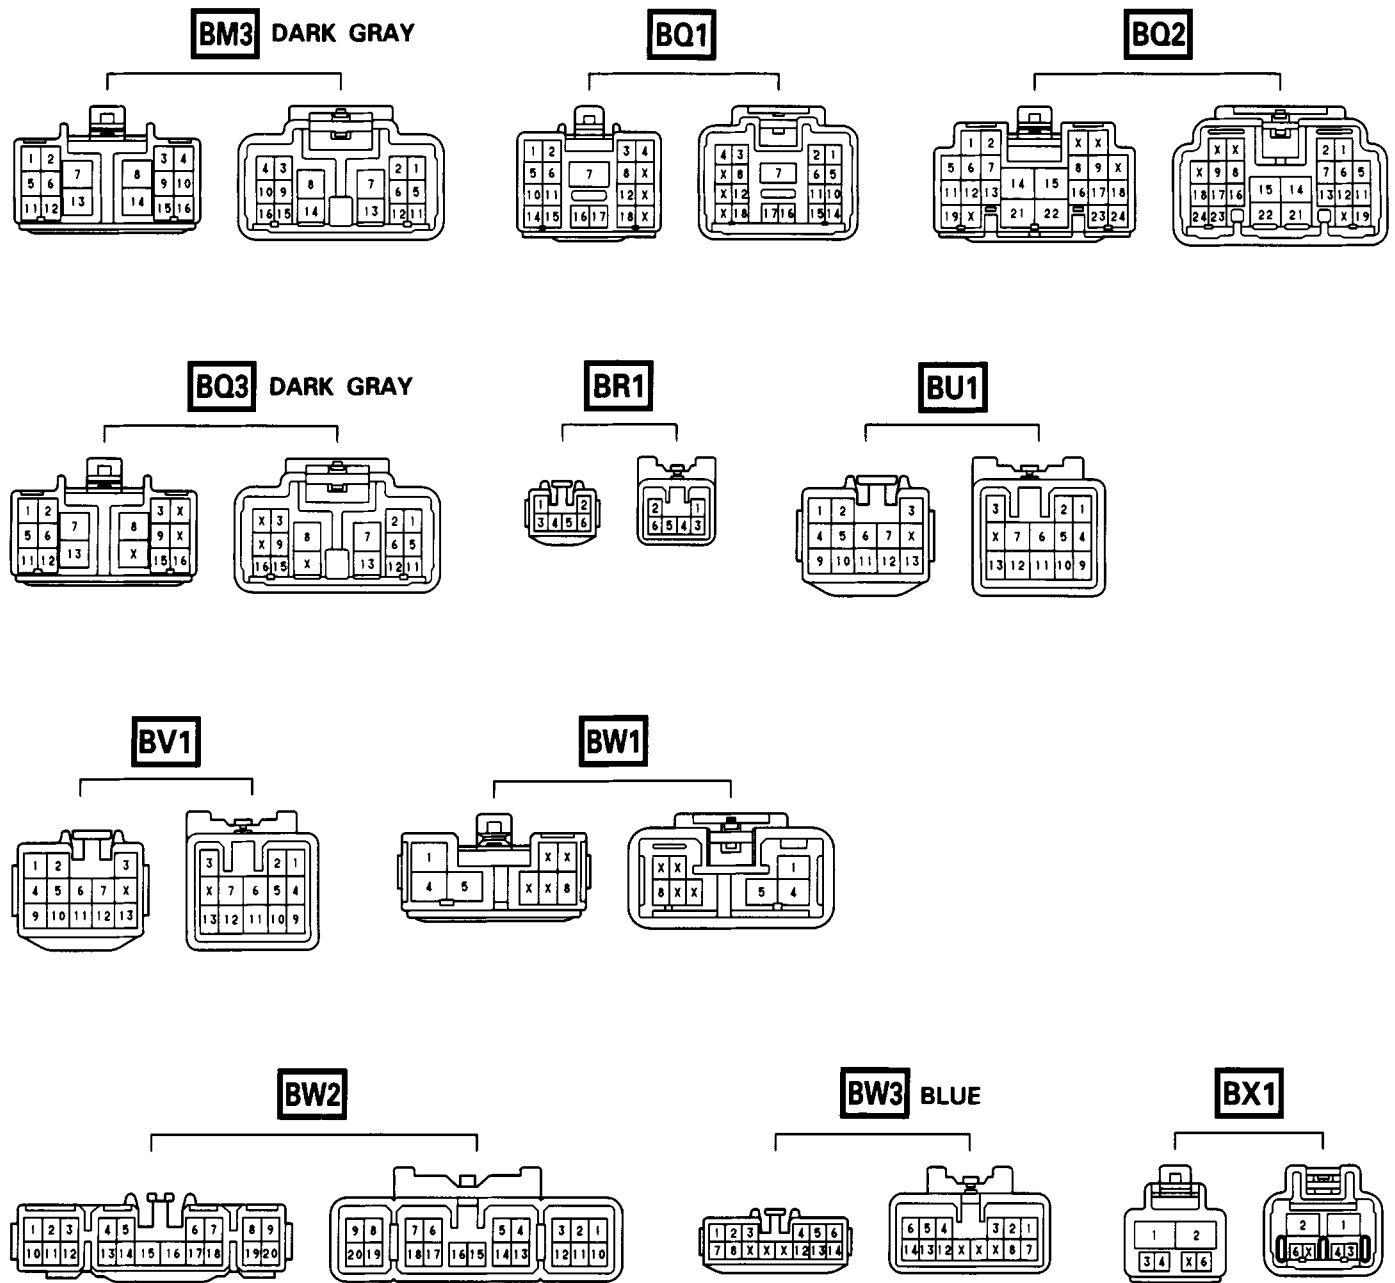 BM3 DARK GRAY
BQ1
BQ2
1 2 3 4
5 6 7 8 9 10
11 12 13 14 15 16
4 3 2 1
10 9 8 7 6 5
16 15 14 13 12 11
1 2 3 4
5 6 7 8 X
10 11 12 X
14 15 16 17 18 X
4 3 2 1
X 8 7 6 5
X 12 11 10
X 18 17 16 15 14
1 2 X X
5 6 7 8 9 X
11 12 13 14 15 16 17 18
19 X 21 22 23 24
X X 2 1
X 9 8 7 6 5
18 17 16 15 14 13 12 11
24 23 22 21 X 19
BQ3 DARK GRAY
BR1
BU1
1 2 3 X
5 6 7 8 9 X
11 12 13 X 15 16
X 3 2 1
X 9 8 7 6 5
16 15 X 13 12 11
1 2
3 4 5 6
2 1
6 5 4 3
1 2 3
4 5 6 7 X
9 10 11 12 13
3 2 1
X 7 6 5 4
13 12 11 10 9
BV1
BW1
1 2 3
4 5 6 7 X
9 10 11 12 13
3 2 1
X 7 6 5 4
13 12 11 10 9
1 X X
4 5 X X 8
X X 1
8 X X 5 4
BW2
BW3 BLUE
BX1
1 2 3 4 5 6 7 8 9
10 11 12 13 14 15 16 17 18 19 20
9 8 7 6 5 4 3 2 1
20 19 18 17 16 15 14 13 12 11 10
1 2 3 4 5 6
7 8 X X X 12 13 14
6 5 4 3 2 1
14 13 12 X X X 8 7
1 2
3 4 X 6
2 1
6 X 4 3